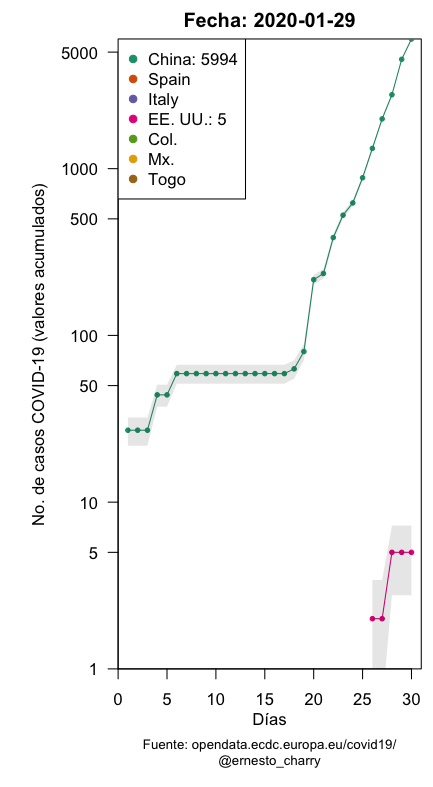 Fecha: 2020-01-29
China: 5994
Spain
Italy
EE. UU.: 5
Col.
Mx.
Togo
No. de casos COVID-19 (valores acumulados)
5000
1000
500
100
50
10
5
1
0 5 10 15 20 25 30
Días
Fuente: opendata.ecdc.europa.eu/covid19/
@ernesto_charry